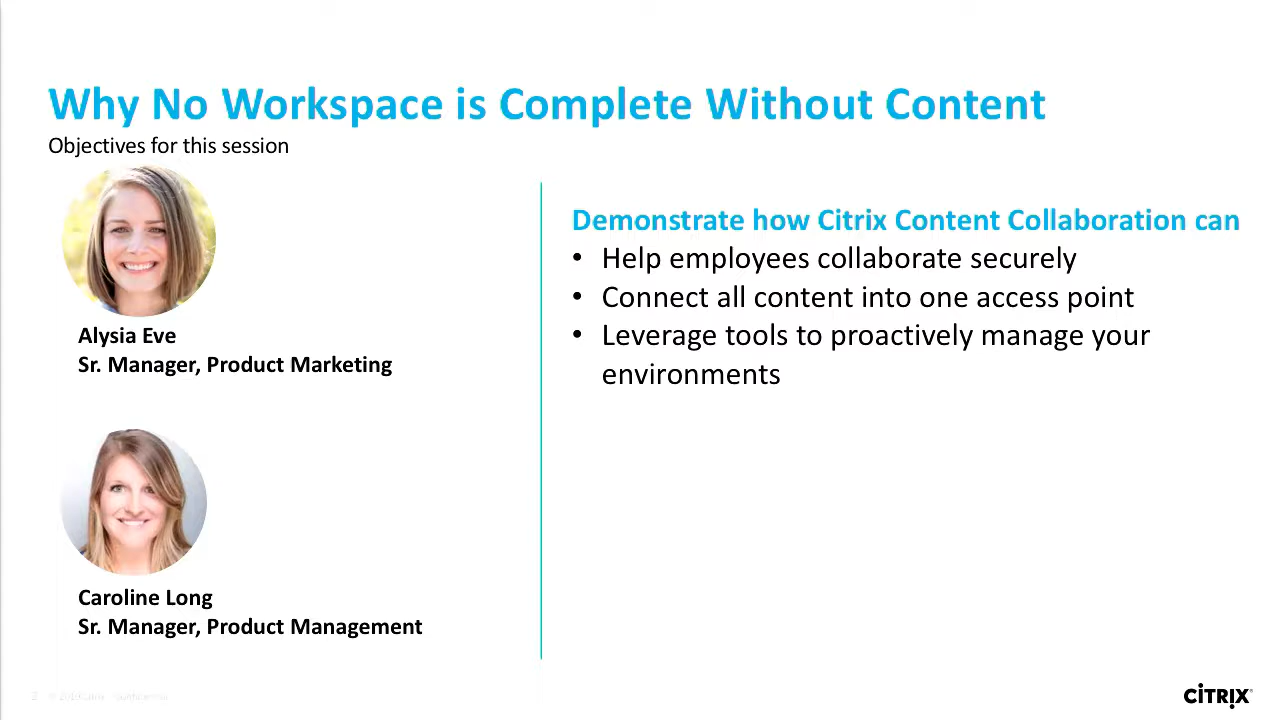 Why No Workspace is Complete Without Content
Objectives for this session
Alysia Eve
Sr. Manager, Product Marketing
Caroline Long
Sr. Manager, Product Management
Demonstrate how Citrix Content Collaboration can
• Help employees collaborate securely
• Connect all content into one access point
• Leverage tools to proactively manage your
environments
CITRIX